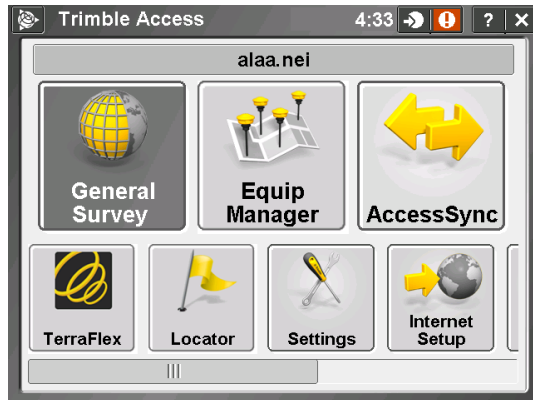 Trimble Access 4:33 ? X
alaa.nei
General
Survey
Equip
Manager
AccessSync
TerraFlex
Locator
Settings
Internet
Setup